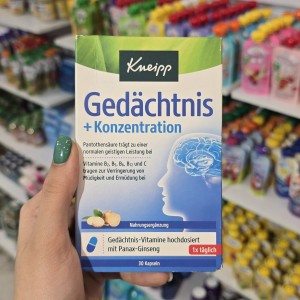 Kneipp
Gedächtnis
+ Konzentration
Pantothensäure trägt zu einer
normalen geistigen Leistung bei
Vitamine B₂, B₆, B₁₂ und C
tragen zur Verringerung von
Müdigkeit und Ermüdung bei
Nahrungsergänzung
Gedächtnis-Vitamine hochdosiert
mit Panax-Ginseng
1x täglich
30 Kapseln